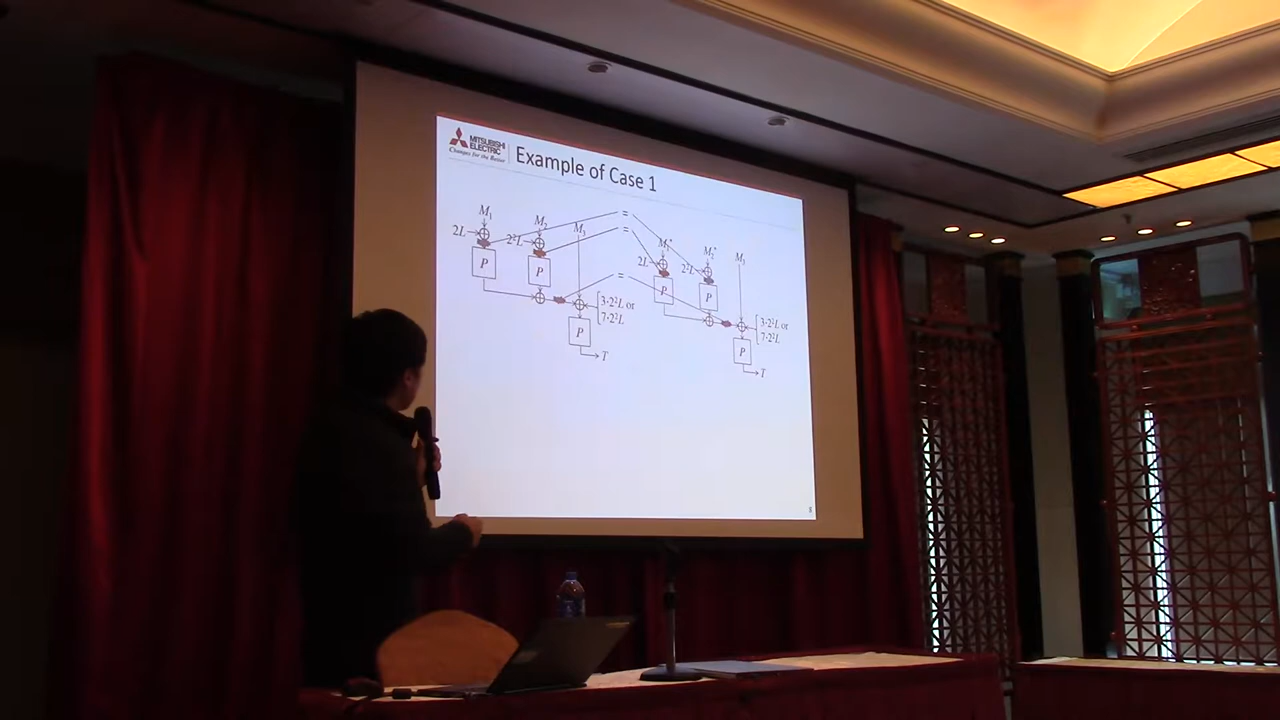 MITSUBISHI
ELECTRIC
Changes for the Better
Example of Case 1
M₁
M₂
M₃
2L
2²L
P
P
3·2²L or
7·2²L
P
T
=
=
=
M₁*
M₂*
M₃
2L
2²L
P
P
3·2²L or
7·2²L
P
T